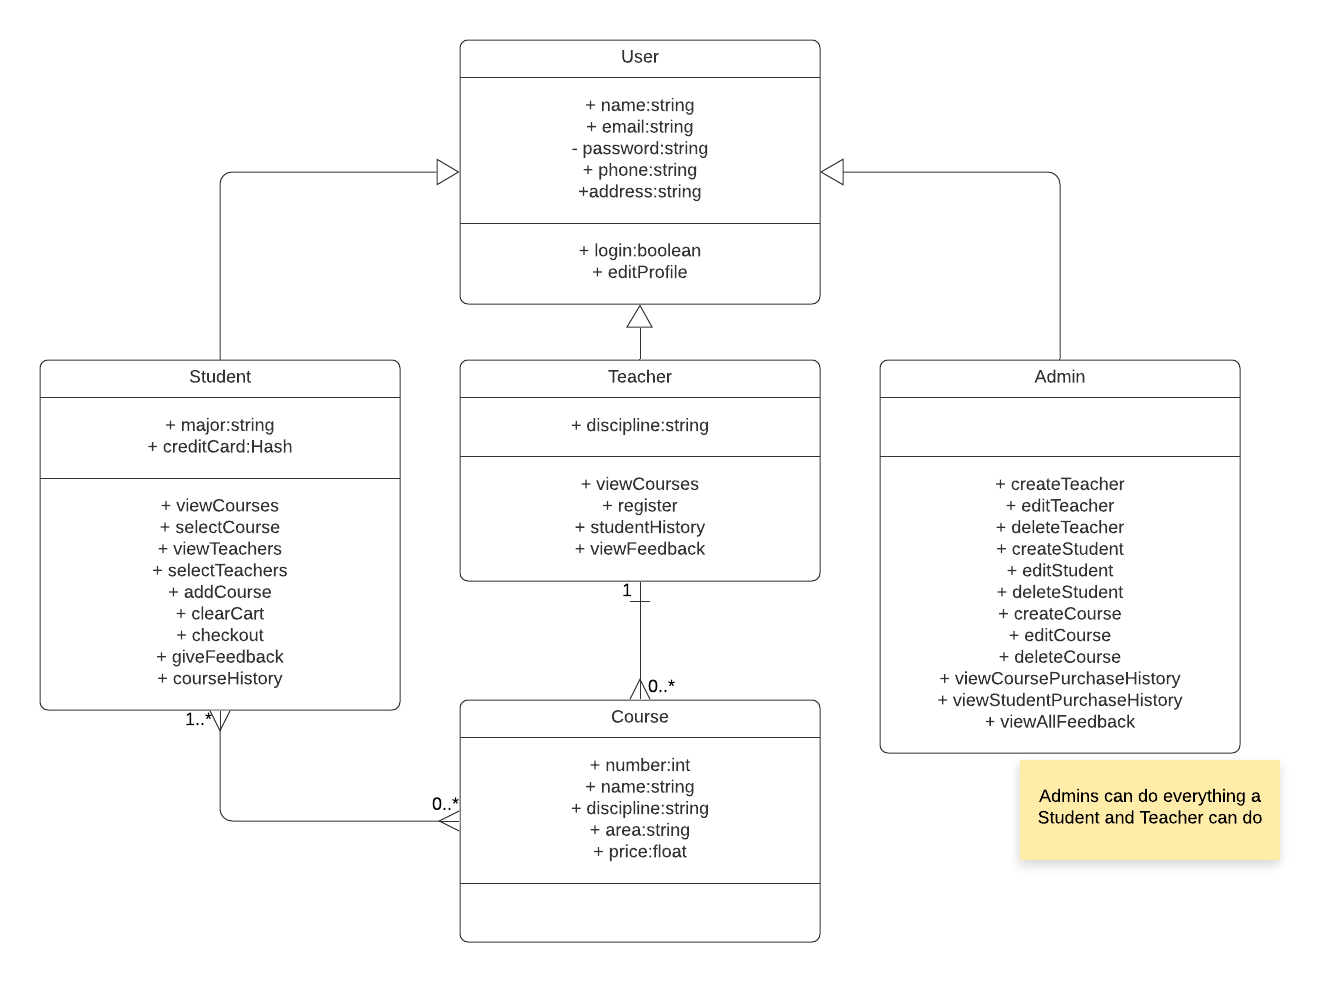 User
+ name:string
+ email:string
- password:string
+ phone:string
+address:string
+ login:boolean
+ editProfile
Student
+ major:string
+ creditCard:Hash
+ viewCourses
+ selectCourse
+ viewTeachers
+ selectTeachers
+ addCourse
+ clearCart
+ checkout
+ giveFeedback
+ courseHistory
1..*
0..*
Teacher
+ discipline:string
+ viewCourses
+ register
+ studentHistory
+ viewFeedback
1
0..*
Course
+ number:int
+ name:string
+ discipline:string
+ area:string
+ price:float
Admin
+ createTeacher
+ editTeacher
+ deleteTeacher
+ createStudent
+ editStudent
+ deleteStudent
+ createCourse
+ editCourse
+ deleteCourse
+ viewCoursePurchaseHistory
+ viewStudentPurchaseHistory
+ viewAllFeedback
Admins can do everything a
Student and Teacher can do